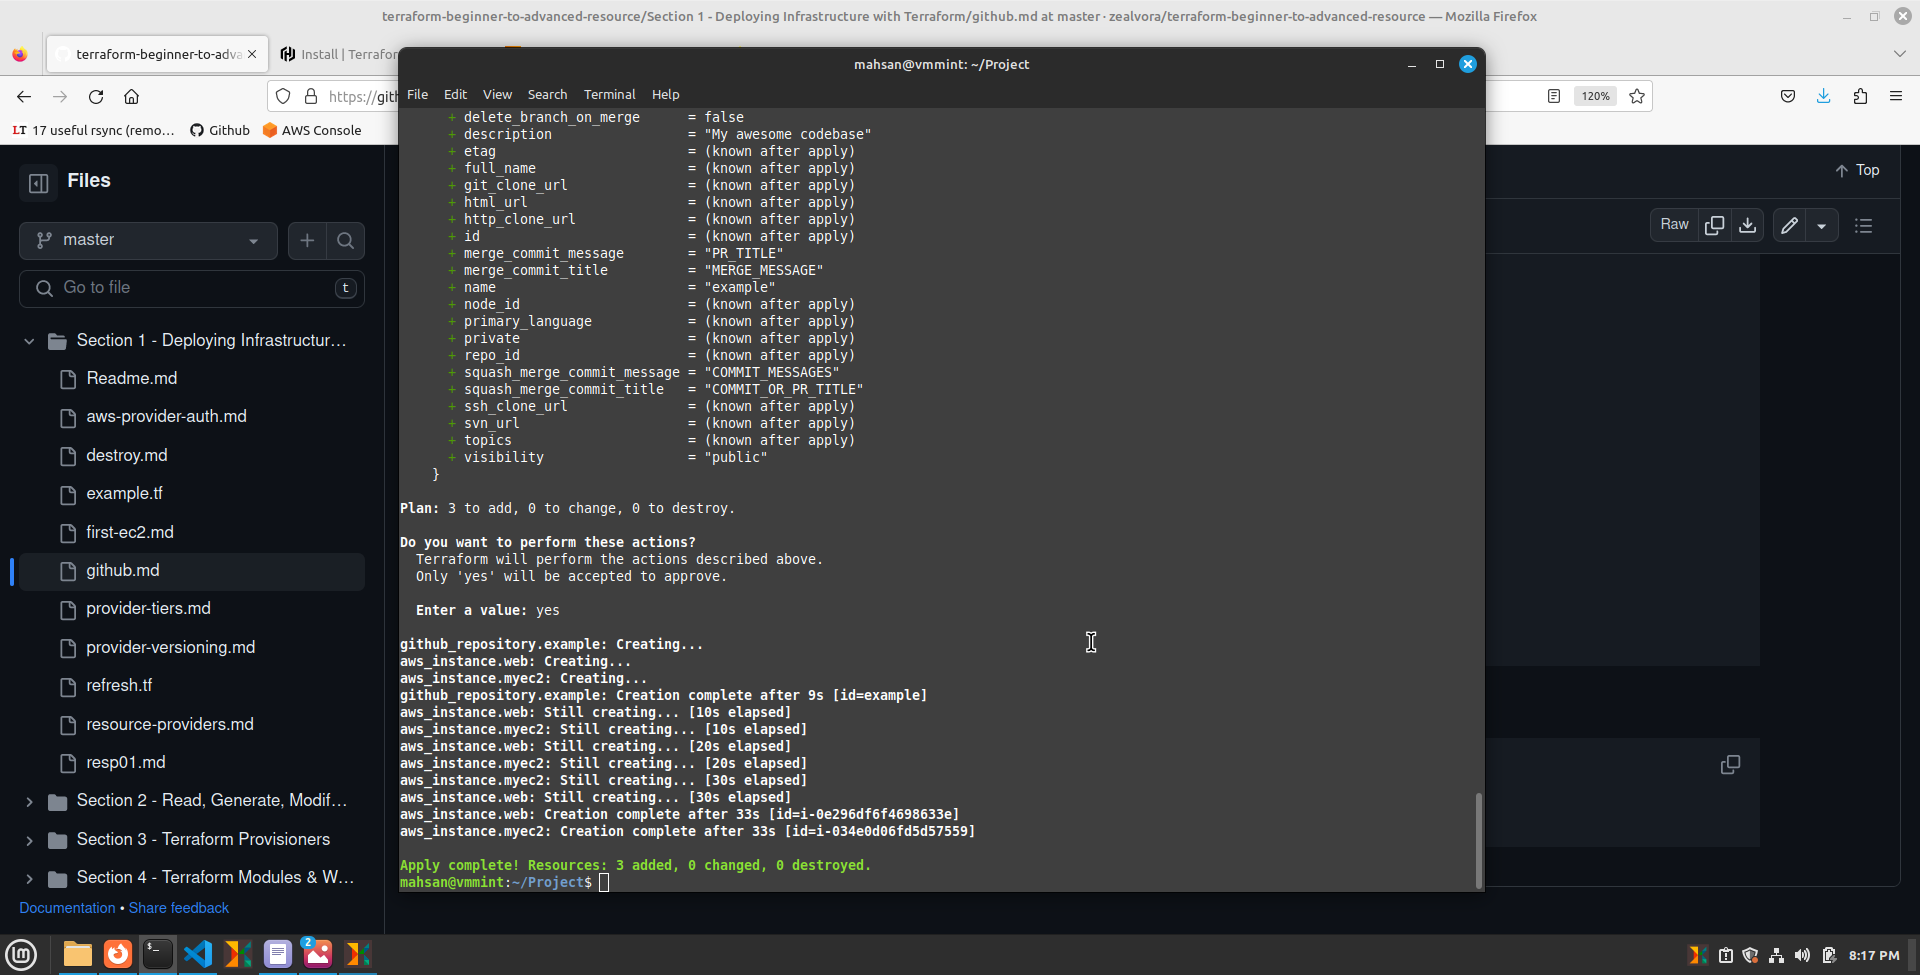 terraform-beginner-to-advanced-resource/Section 1 - Deploying Infrastructure with Terraform/github.md at master · zealvora/terraform-beginner-to-advanced-resource — Mozilla Firefox
terraform-beginner-to-adva
Install | Terrafor
mahsan@vmmint: ~/Project
https://gith
120%
File Edit View Search Terminal Help
LT 17 useful rsync (remo…
Github
AWS Console
Files
Top
master
Raw
Go to file
t
Section 1 - Deploying Infrastructur…
Readme.md
aws-provider-auth.md
destroy.md
example.tf
first-ec2.md
github.md
provider-tiers.md
provider-versioning.md
refresh.tf
resource-providers.md
resp01.md
Section 2 - Read, Generate, Modif…
Section 3 - Terraform Provisioners
Section 4 - Terraform Modules & W…
Documentation • Share feedback
+ delete_branch_on_merge = false
+ description = "My awesome codebase"
+ etag = (known after apply)
+ full_name = (known after apply)
+ git_clone_url = (known after apply)
+ html_url = (known after apply)
+ http_clone_url = (known after apply)
+ id = (known after apply)
+ merge_commit_message = "PR_TITLE"
+ merge_commit_title = "MERGE_MESSAGE"
+ name = "example"
+ node_id = (known after apply)
+ primary_language = (known after apply)
+ private = (known after apply)
+ repo_id = (known after apply)
+ squash_merge_commit_message = "COMMIT_MESSAGES"
+ squash_merge_commit_title = "COMMIT_OR_PR_TITLE"
+ ssh_clone_url = (known after apply)
+ svn_url = (known after apply)
+ topics = (known after apply)
+ visibility = "public"
}
Plan: 3 to add, 0 to change, 0 to destroy.
Do you want to perform these actions?
Terraform will perform the actions described above.
Only 'yes' will be accepted to approve.
Enter a value: yes
github_repository.example: Creating...
aws_instance.web: Creating...
aws_instance.myec2: Creating...
github_repository.example: Creation complete after 9s [id=example]
aws_instance.web: Still creating... [10s elapsed]
aws_instance.myec2: Still creating... [10s elapsed]
aws_instance.web: Still creating... [20s elapsed]
aws_instance.myec2: Still creating... [20s elapsed]
aws_instance.myec2: Still creating... [30s elapsed]
aws_instance.web: Still creating... [30s elapsed]
aws_instance.web: Creation complete after 33s [id=i-0e296df6f4698633e]
aws_instance.myec2: Creation complete after 33s [id=i-034e0d06fd5d57559]
Apply complete! Resources: 3 added, 0 changed, 0 destroyed.
mahsan@vmmint:~/Project$
2
8:17 PM